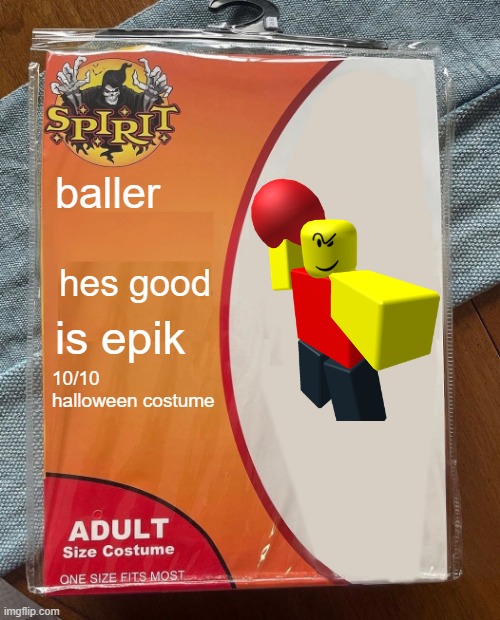 SPIRIT
baller
hes good
is epik
10/10
halloween costume
ADULT
Size Costume
ONE SIZE FITS MOST
imgflip.com